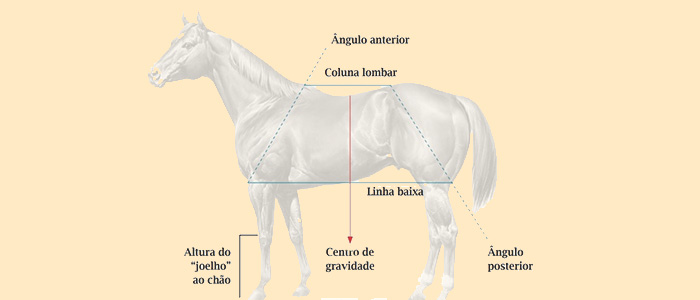 Ângulo anterior
Coluna lombar
Linha baixa
Altura do
“joelho”
ao chão
Centro de
gravidade
Ângulo
posterior